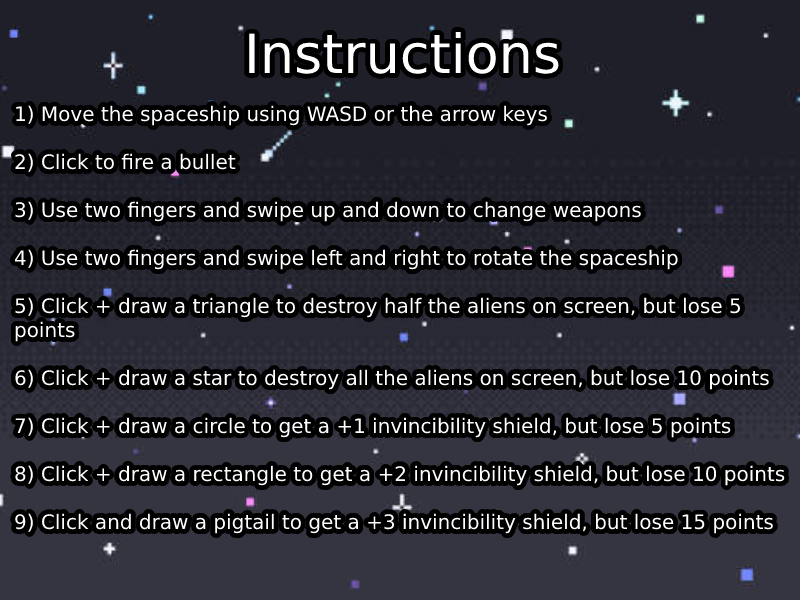 Instructions
1) Move the spaceship using WASD or the arrow keys
2) Click to fire a bullet
3) Use two fingers and swipe up and down to change weapons
4) Use two fingers and swipe left and right to rotate the spaceship
5) Click + draw a triangle to destroy half the aliens on screen, but lose 5
points
6) Click + draw a star to destroy all the aliens on screen, but lose 10 points
7) Click + draw a circle to get a +1 invincibility shield, but lose 5 points
8) Click + draw a rectangle to get a +2 invincibility shield, but lose 10 points
9) Click and draw a pigtail to get a +3 invincibility shield, but lose 15 points